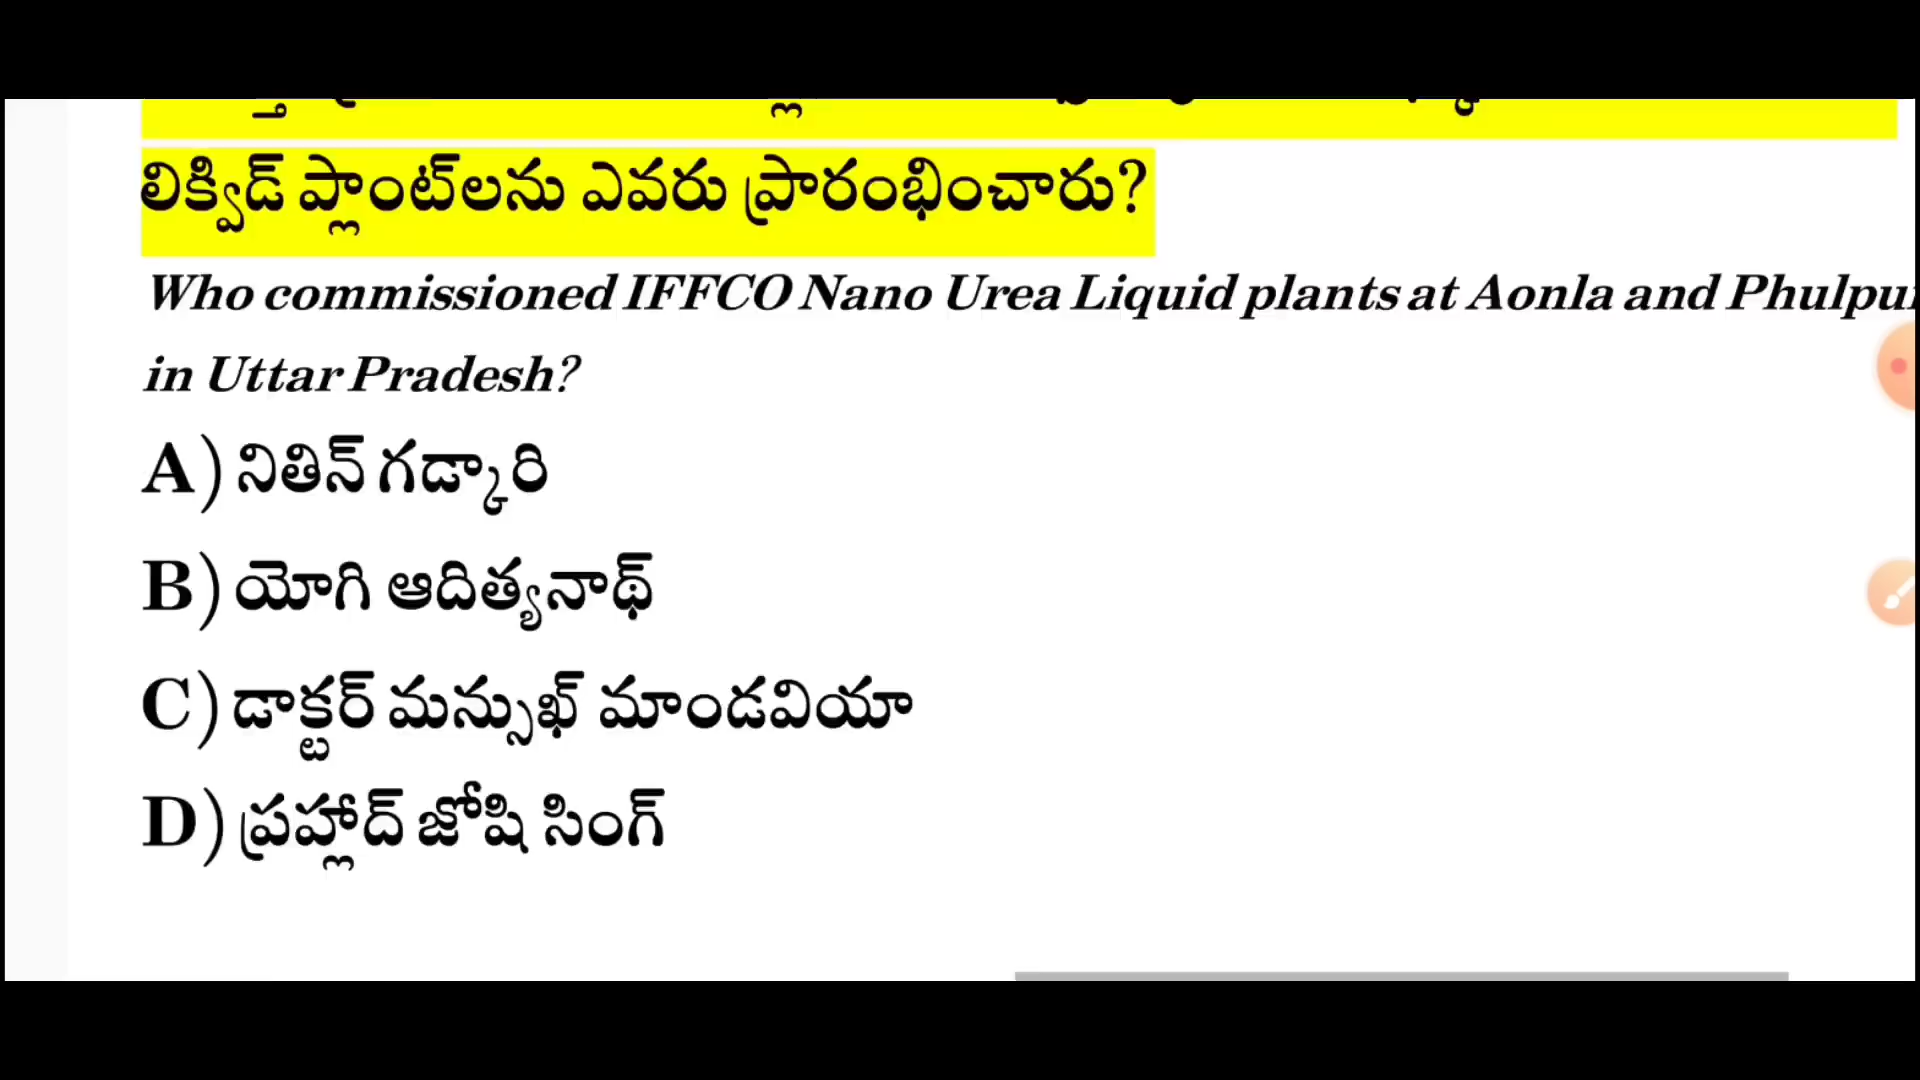 లిక్విడ్ ప్లాంట్‌లను ఎవరు ప్రారంభించారు?
Who commissioned IFFCO Nano Urea Liquid plants at Aonla and Phulpur
in Uttar Pradesh?
A) నితిన్ గడ్కారి
B) యోగి ఆదిత్యనాథ్
C) డాక్టర్ మన్సుఖ్ మాండవియా
D) ప్రహ్లాద్ జోషి సింగ్